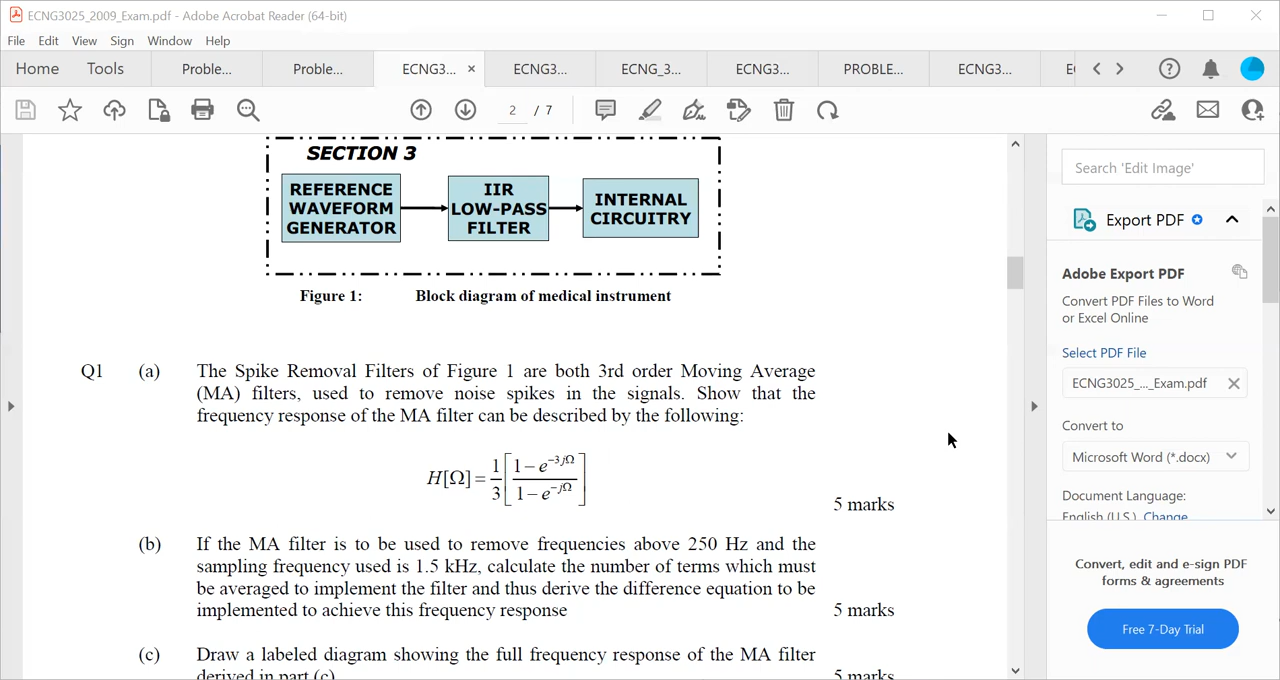 ECNG3025_2009_Exam.pdf - Adobe Acrobat Reader (64-bit)
File Edit View Sign Window Help
Home Tools Proble... Proble... ECNG3... × ECNG3... ECNG_3... ECNG3... PROBLE... ECNG3...
2 / 7
SECTION 3
REFERENCE
WAVEFORM
GENERATOR
IIR
LOW-PASS
FILTER
INTERNAL
CIRCUITRY
Figure 1: Block diagram of medical instrument
Q1 (a) The Spike Removal Filters of Figure 1 are both 3rd order Moving Average
(MA) filters, used to remove noise spikes in the signals. Show that the
frequency response of the MA filter can be described by the following:
H[Ω] = 1/3 [ (1 − e^{−3jΩ}) / (1 − e^{−jΩ}) ]
5 marks
(b) If the MA filter is to be used to remove frequencies above 250 Hz and the
sampling frequency used is 1.5 kHz, calculate the number of terms which must
be averaged to implement the filter and thus derive the difference equation to be
implemented to achieve this frequency response 5 marks
(c) Draw a labeled diagram showing the full frequency response of the MA filter
derived in part (c). 5 marks
Search 'Edit Image'
Export PDF
Adobe Export PDF
Convert PDF Files to Word
or Excel Online
Select PDF File
ECNG3025_..._Exam.pdf
Convert to
Microsoft Word (*.docx)
Document Language:
English (U.S.) Change
Convert, edit and e-sign PDF
forms & agreements
Free 7-Day Trial